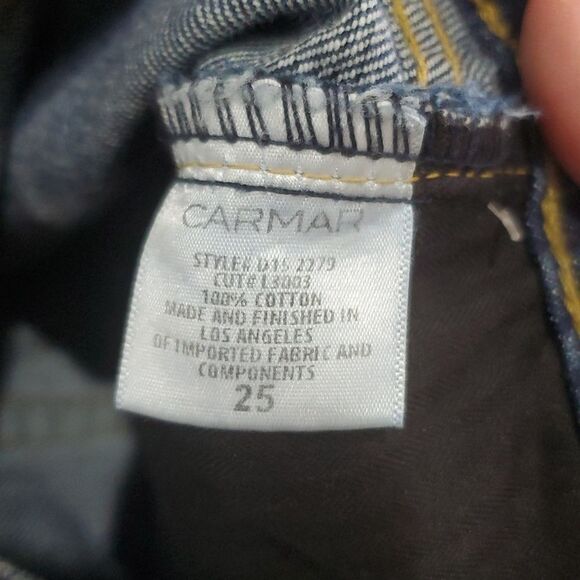 CARMAR
STYLE# D15 2279
CUT# L3003
100% COTTON
MADE AND FINISHED IN
LOS ANGELES
OF IMPORTED FABRIC AND
COMPONENTS
25